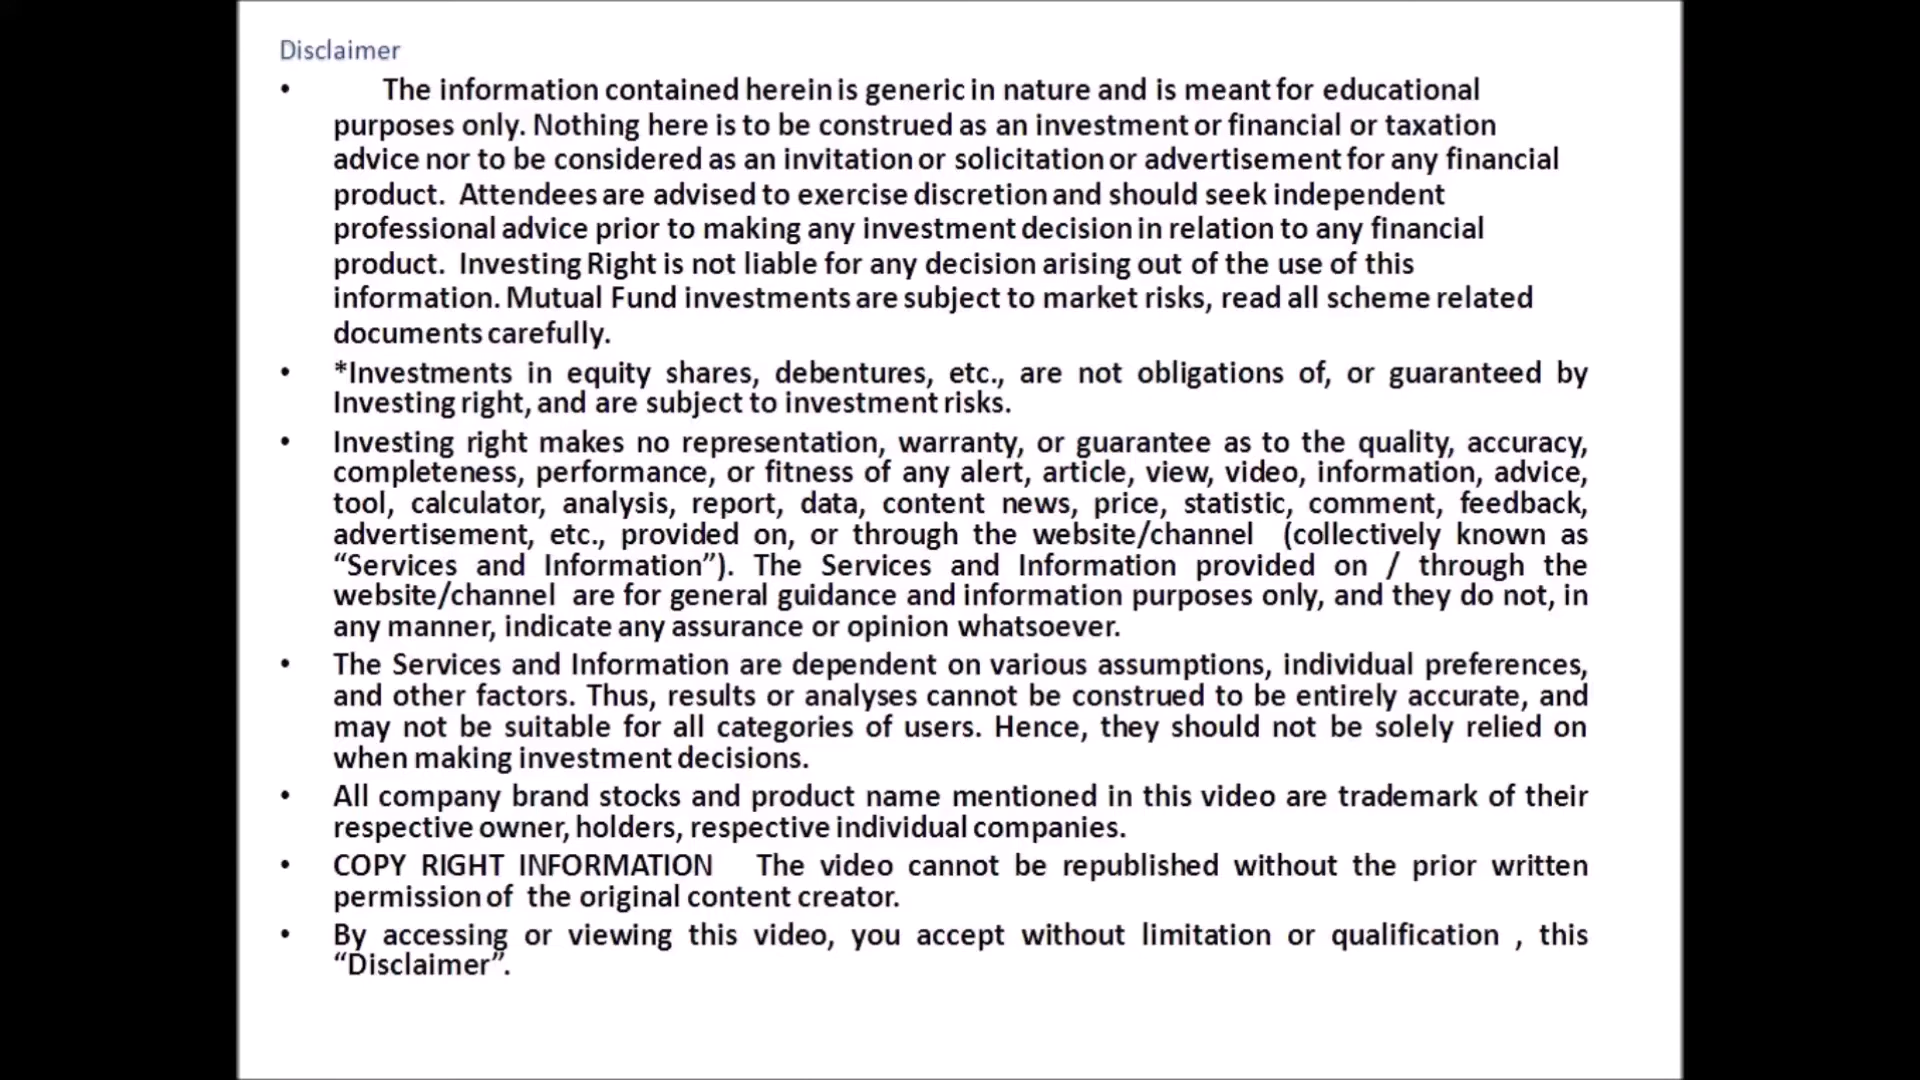 Disclaimer
• The information contained herein is generic in nature and is meant for educational
purposes only. Nothing here is to be construed as an investment or financial or taxation
advice nor to be considered as an invitation or solicitation or advertisement for any financial
product. Attendees are advised to exercise discretion and should seek independent
professional advice prior to making any investment decision in relation to any financial
product. Investing Right is not liable for any decision arising out of the use of this
information. Mutual Fund investments are subject to market risks, read all scheme related
documents carefully.
• *Investments in equity shares, debentures, etc., are not obligations of, or guaranteed by
Investing right, and are subject to investment risks.
• Investing right makes no representation, warranty, or guarantee as to the quality, accuracy,
completeness, performance, or fitness of any alert, article, view, video, information, advice,
tool, calculator, analysis, report, data, content news, price, statistic, comment, feedback,
advertisement, etc., provided on, or through the website/channel (collectively known as
“Services and Information”). The Services and Information provided on / through the
website/channel are for general guidance and information purposes only, and they do not, in
any manner, indicate any assurance or opinion whatsoever.
• The Services and Information are dependent on various assumptions, individual preferences,
and other factors. Thus, results or analyses cannot be construed to be entirely accurate, and
may not be suitable for all categories of users. Hence, they should not be solely relied on
when making investment decisions.
• All company brand stocks and product name mentioned in this video are trademark of their
respective owner, holders, respective individual companies.
• COPY RIGHT INFORMATION The video cannot be republished without the prior written
permission of the original content creator.
• By accessing or viewing this video, you accept without limitation or qualification , this
“Disclaimer”.